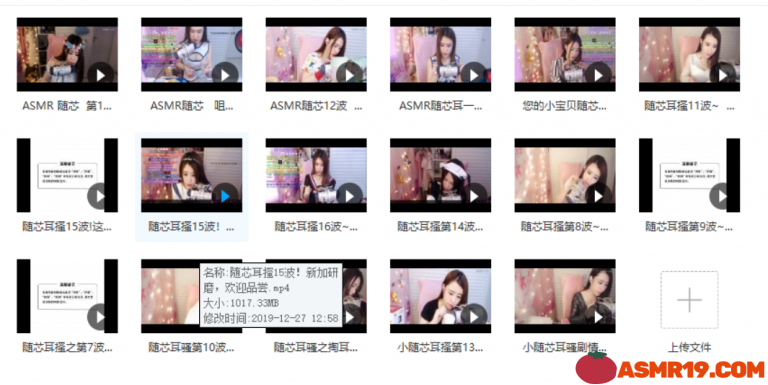 ASMR 随芯 第1...
ASMR随芯 咀...
ASMR随芯12波 ...
ASMR随芯耳一...
您的小宝贝随芯...
随芯耳搔11波~ ...
随芯耳搔15波!这...
随芯耳搔15波! ...
随芯耳搔16波~...
随芯耳搔第14波...
随芯耳搔第8波~...
随芯耳搔第9波~...
名称:随芯耳搔15波! 新加研
磨，欢迎品尝.mp4
大小:1017.33MB
修改时间:2019-12-27 12:58
随芯耳搔之第7波...
随芯耳骚第10波...
随芯耳骚之掏耳...
小随芯耳搔第13...
小随芯耳骚剧情...
上传文件
ASMR19.COM